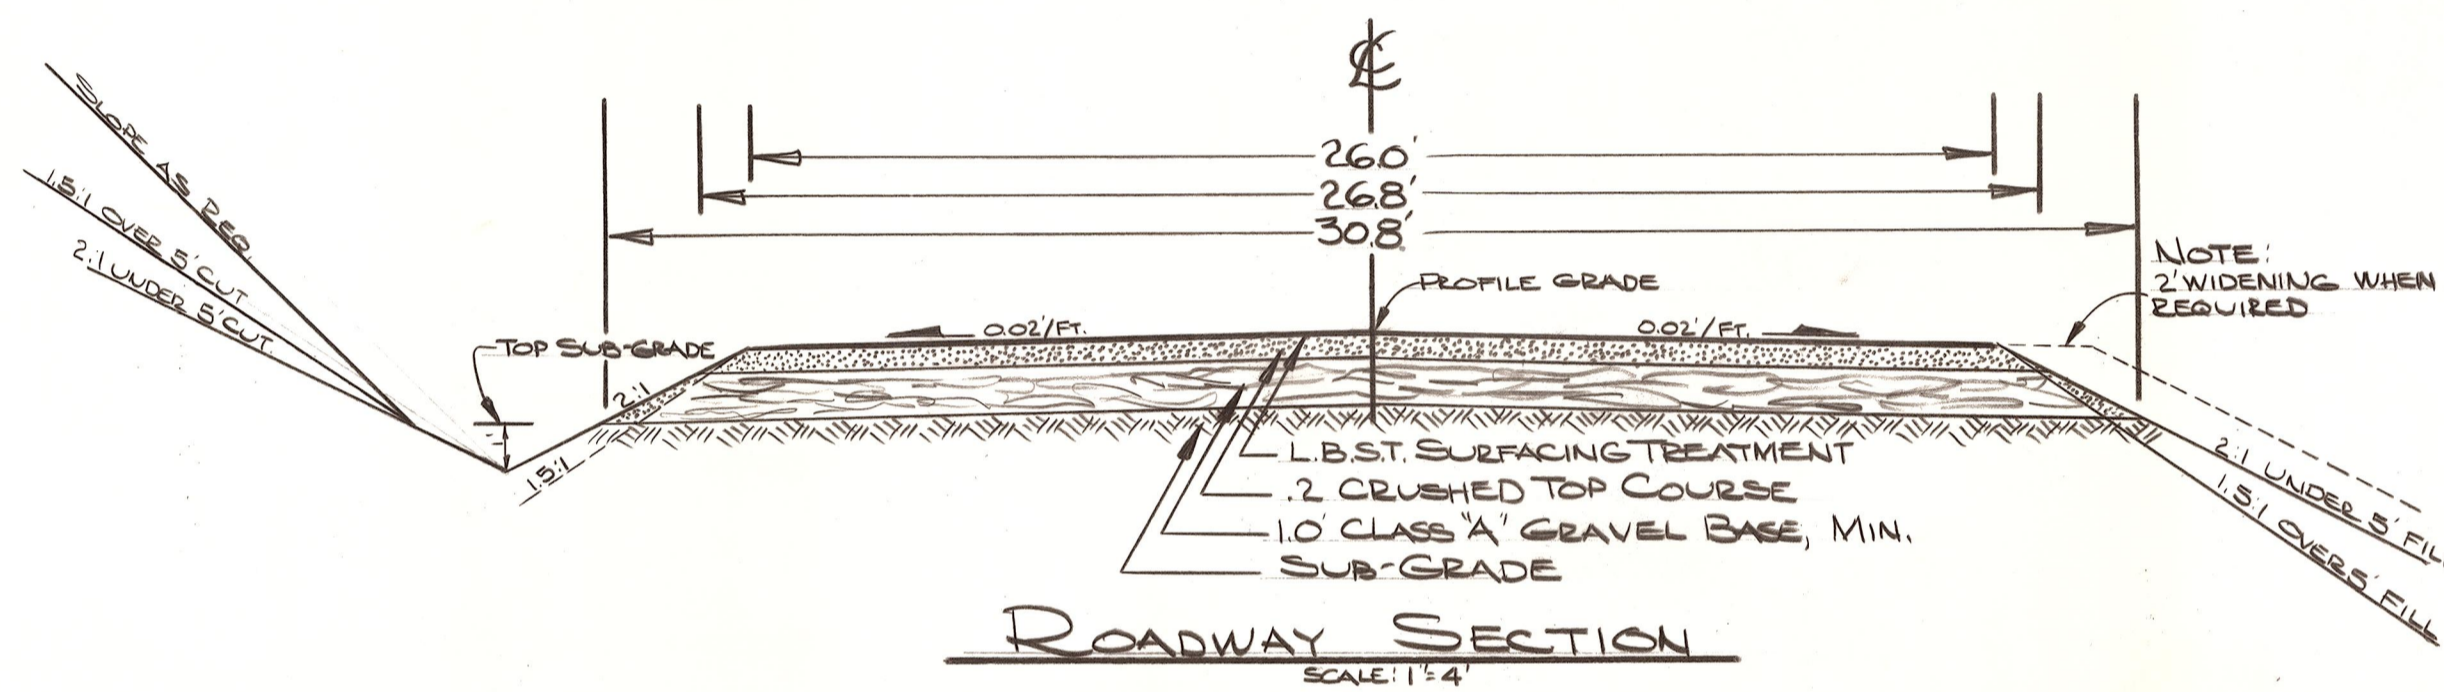 ℄
26.0'
26.8'
30.8'
SLOPE AS REQ.
1.5:1 OVER 5' CUT
2:1 UNDER 5' CUT.
NOTE:
2' WIDENING WHEN
REQUIRED
PROFILE GRADE
0.02'/FT.
0.02'/FT.
TOP SUB-GRADE
2:1
1'
1.5:1
L.B.S.T. SURFACING TREATMENT
.2 CRUSHED TOP COURSE
1.0' CLASS "A" GRAVEL BASE, MIN.
SUB-GRADE
2:1 UNDER 5' FIL
1.5:1 OVER 5' FILL
ROADWAY SECTION
SCALE: 1"=4'